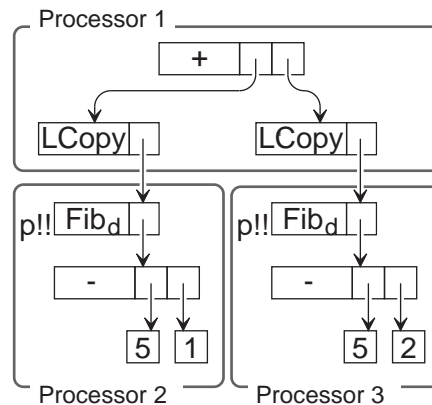 Processor 1
+
LCopy LCopy
p!! Fib_d p!! Fib_d
- -
5 1 5 2
Processor 2 Processor 3